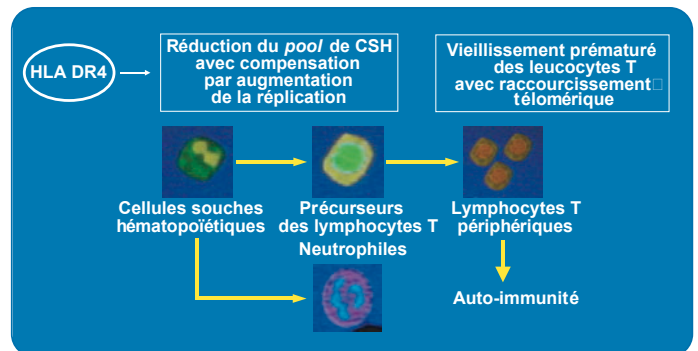 HLA DR4
Réduction du pool de CSH
avec compensation
par augmentation
de la réplication
Vieillissement prématuré
des leucocytes T
avec raccourcissement
télomérique
Cellules souches
hématopoïétiques
Précurseurs
des lymphocytes T
Lymphocytes T
périphériques
Neutrophiles
Auto-immunité